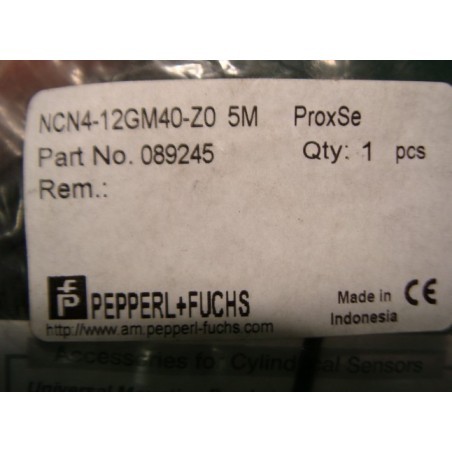 NCN4-12GM40-Z0 5M ProxSe
Part No. 089245 Qty: 1 pcs
Rem.:
PEPPERL+FUCHS
Made in CE
Indonesia
http://www.am.pepperl-fuchs.com
Accessories for Cylindrical Sensors
Universal